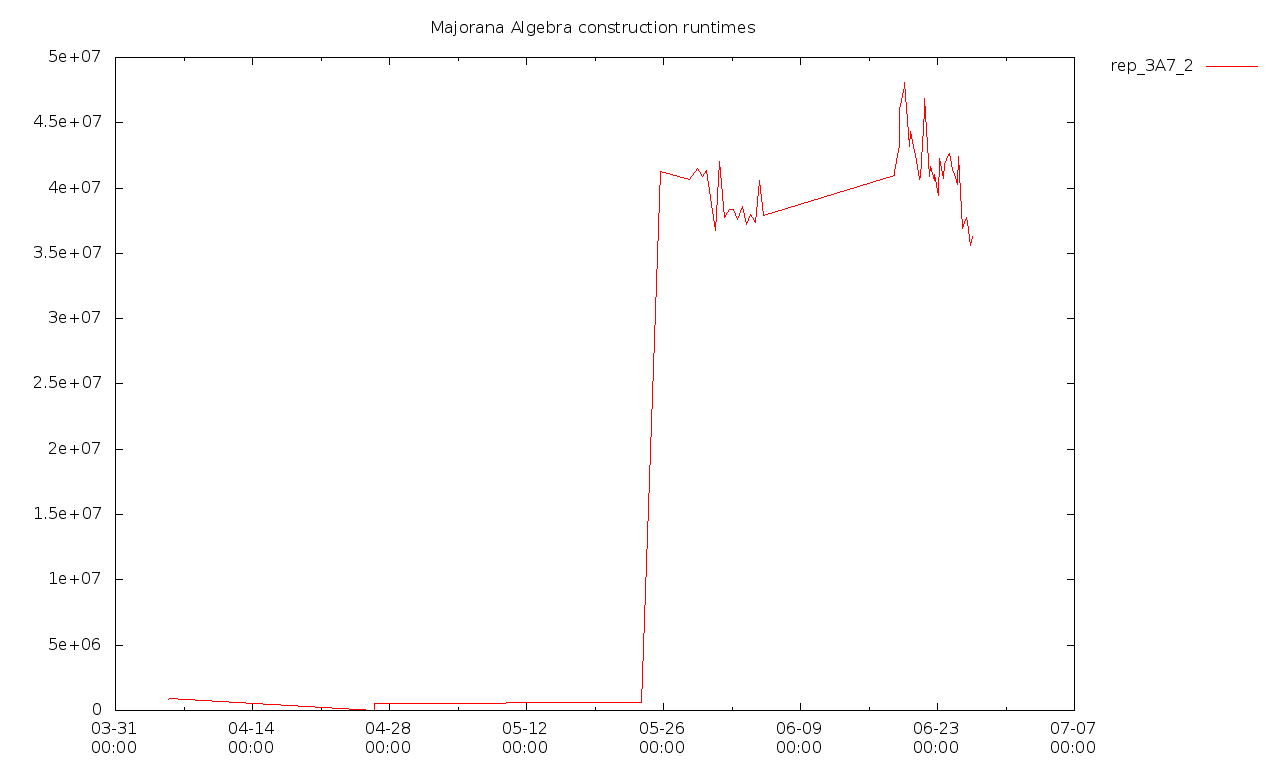 Majorana Algebra construction runtimes
rep_3A7_2
5e+07
4.5e+07
4e+07
3.5e+07
3e+07
2.5e+07
2e+07
1.5e+07
1e+07
5e+06
0
03-31 04-14 04-28 05-12 05-26 06-09 06-23 07-07
00:00 00:00 00:00 00:00 00:00 00:00 00:00 00:00